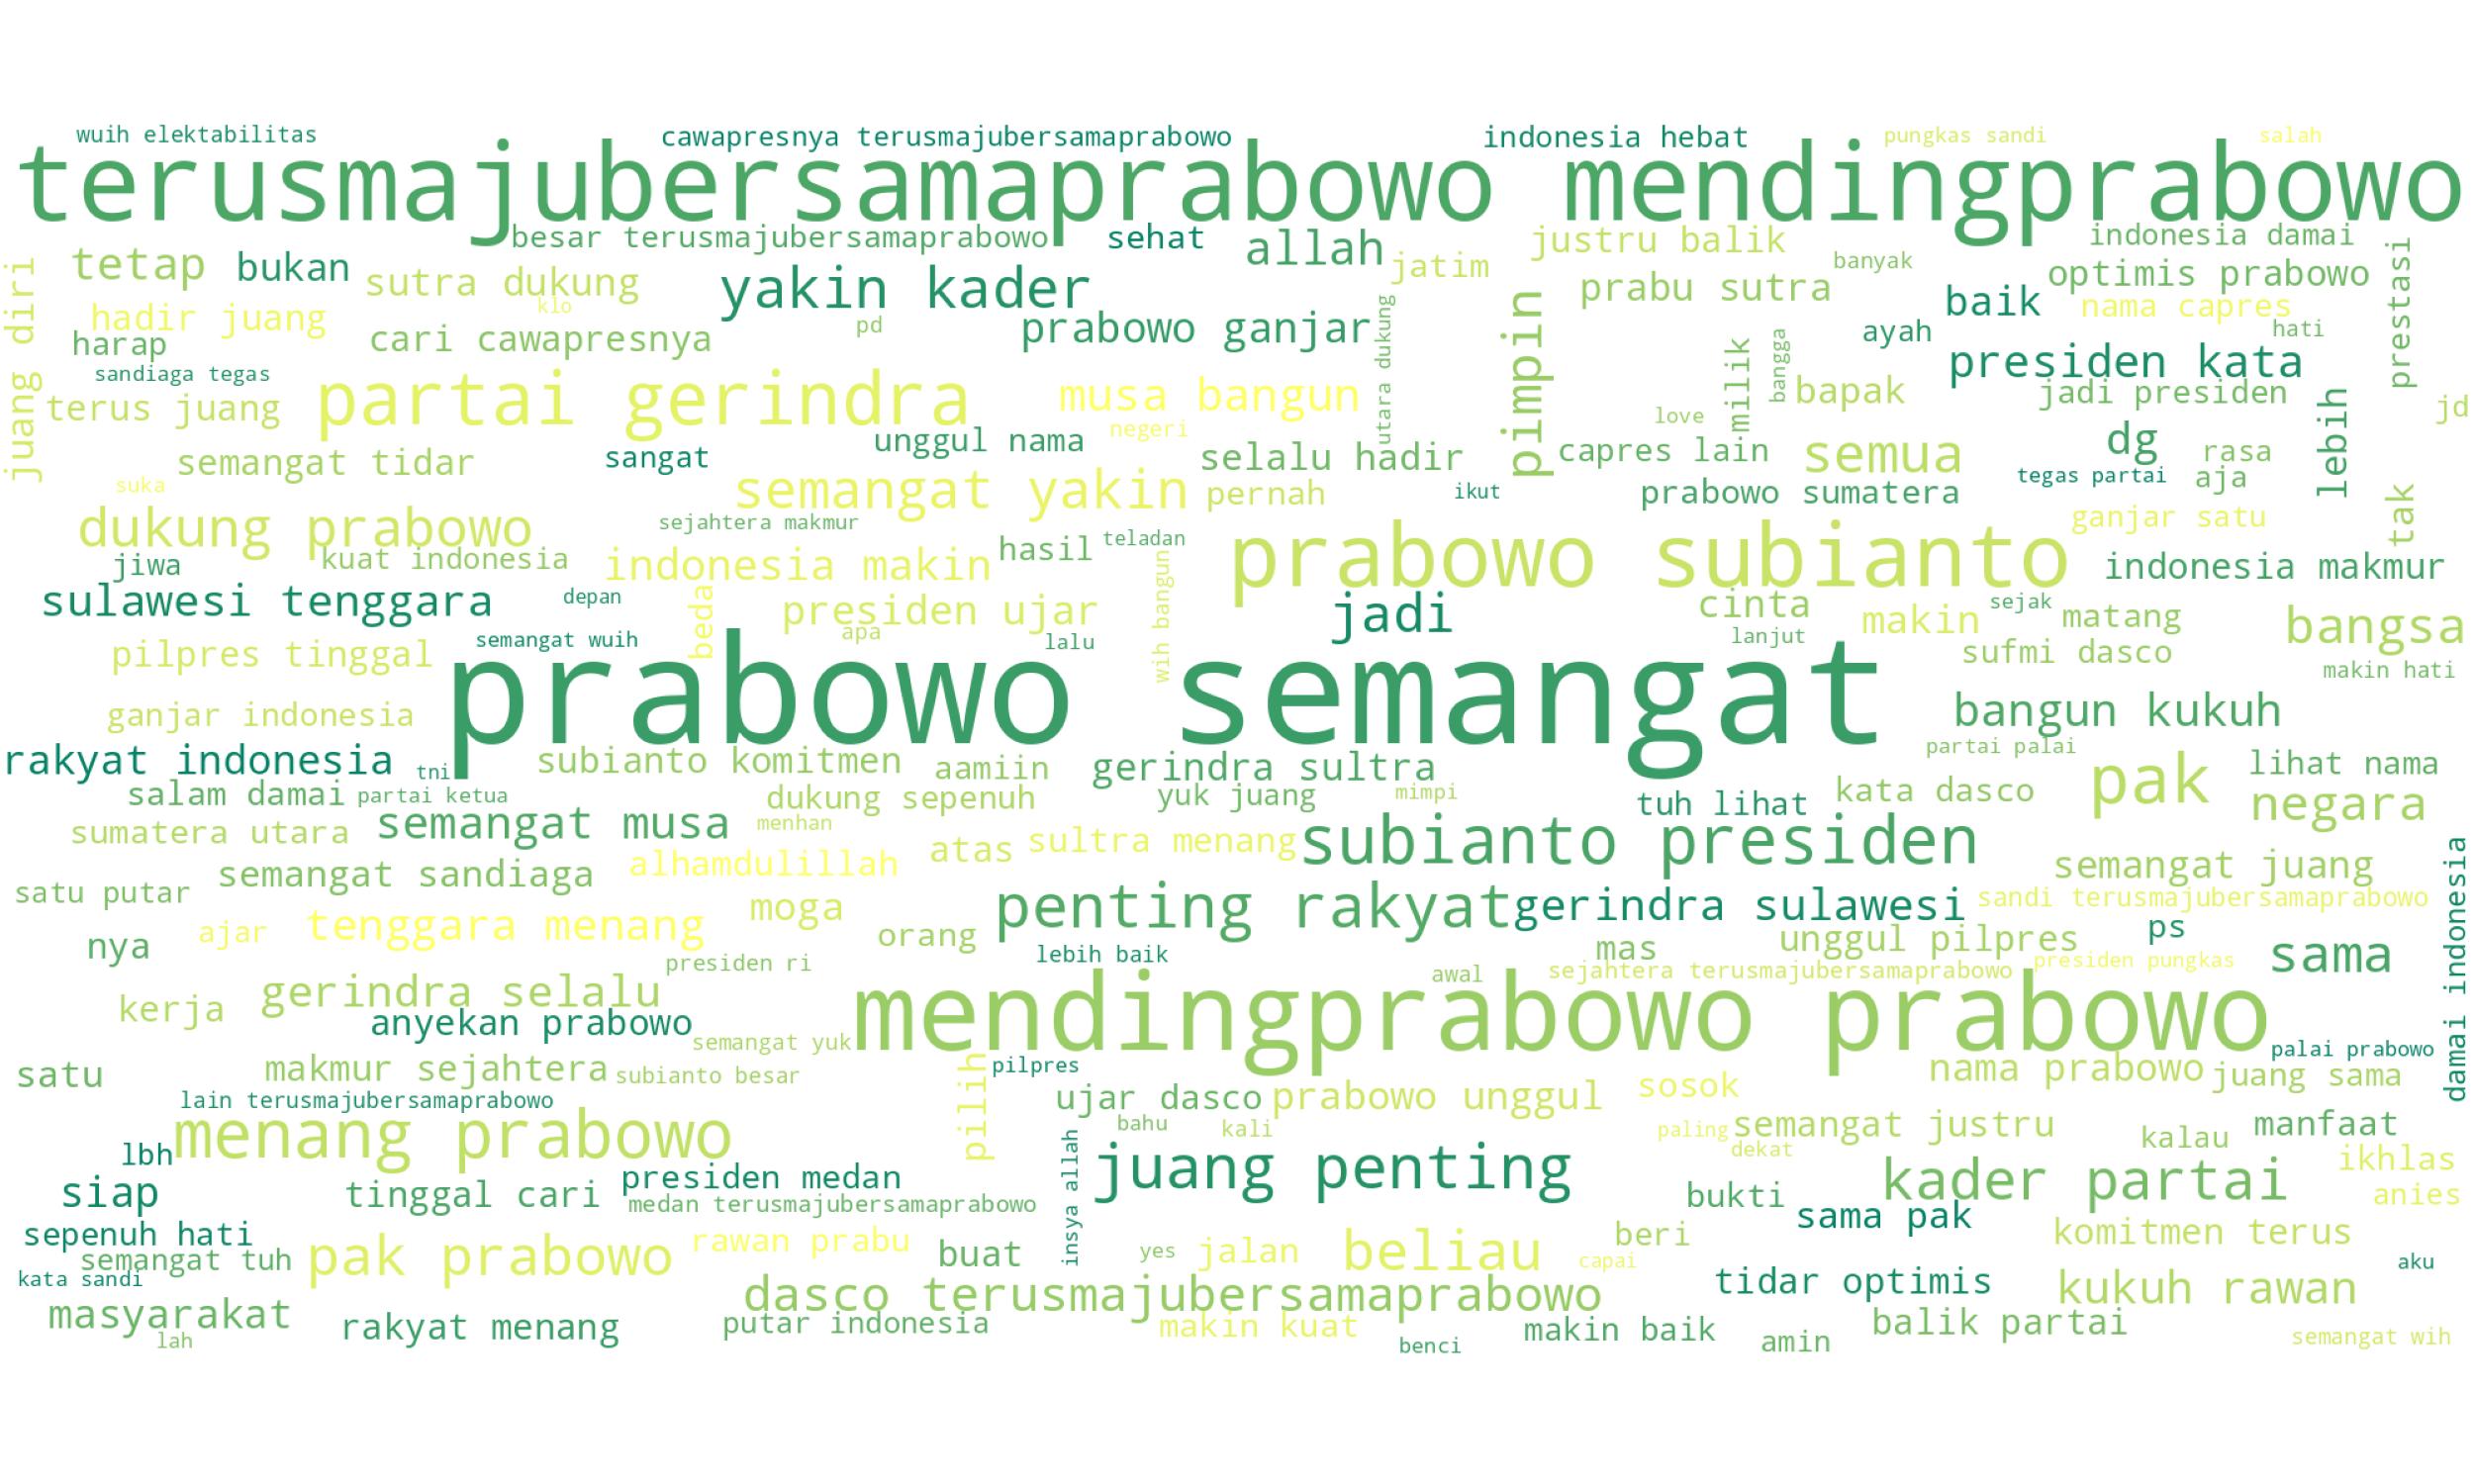 wuih elektabilitas
cawapresnya terusmajubersamaprabowo
indonesia hebat
pungkas sandi
salah
terusmajubersamaprabowo mendingprabowo
besar terusmajubersamaprabowo
sehat
allah
justru balik
indonesia damai
juang diri
tetap
bukan
sutra dukung
yakin kader
jatim
banyak
optimis prabowo
prestasi
hadir juang
klo
prabu sutra
baik
nama capres
harap
cari cawapresnya
pd
prabowo ganjar
utara dukung
pimpin
milik
bangga
ayah
hati
sandiaga tegas
presiden kata
terus juang
partai gerindra
musa bangun
bapak
jadi presiden
lebih
jd
love
negeri
unggul nama
semangat tidar
sangat
selalu hadir
capres lain
semua
dg
rasa
suka
semangat yakin
pernah
ikut
prabowo sumatera
tegas partai
aja
tak
dukung prabowo
sejahtera makmur
teladan
ganjar satu
jiwa
kuat indonesia
indonesia makin
hasil
wih bangun
prabowo subianto
indonesia makmur
sulawesi tenggara
depan
beda
presiden ujar
jadi
cinta
makin
sejak
matang
bangsa
semangat wuih
apa
lalu
lanjut
pilpres tinggal
sufmi dasco
makin hati
prabowo semangat
ganjar indonesia
bangun kukuh
rakyat indonesia
tni
subianto komitmen
aamiin
gerindra sultra
partai palai
pak
lihat nama
salam damai
partai ketua
dukung sepenuh
yuk juang
mimpi
tuh lihat
kata dasco
negara
sumatera utara
semangat musa
menhan
atas
sultra menang
subianto presiden
damai indonesia
semangat sandiaga
alhamdulillah
semangat juang
satu putar
penting rakyat
gerindra sulawesi
sandi terusmajubersamaprabowo
ajar
tenggara menang
moga
orang
nya
lebih baik
mas
unggul pilpres
ps
sama
presiden ri
awal
sejahtera terusmajubersamaprabowo
presiden pungkas
kerja
gerindra selalu
anyekan prabowo
semangat yuk
mendingprabowo prabowo
palai prabowo
satu
makmur sejahtera
subianto besar
pilih
pilpres
nama prabowo
juang sama
lain terusmajubersamaprabowo
ujar dasco
prabowo unggul
sosok
menang prabowo
bahu
kali
paling
semangat justru
kalau
manfaat
lbh
insya allah
dekat
ikhlas
siap
tinggal cari
presiden medan
medan terusmajubersamaprabowo
juang penting
bukti
kader partai
anies
sepenuh hati
sama pak
semangat tuh
pak prabowo
rawan prabu
buat
yes
jalan
beliau
beri
capai
komitmen terus
kata sandi
aku
masyarakat
dasco terusmajubersamaprabowo
tidar optimis
kukuh rawan
lah
rakyat menang
putar indonesia
makin kuat
benci
makin baik
amin
balik partai
semangat wih